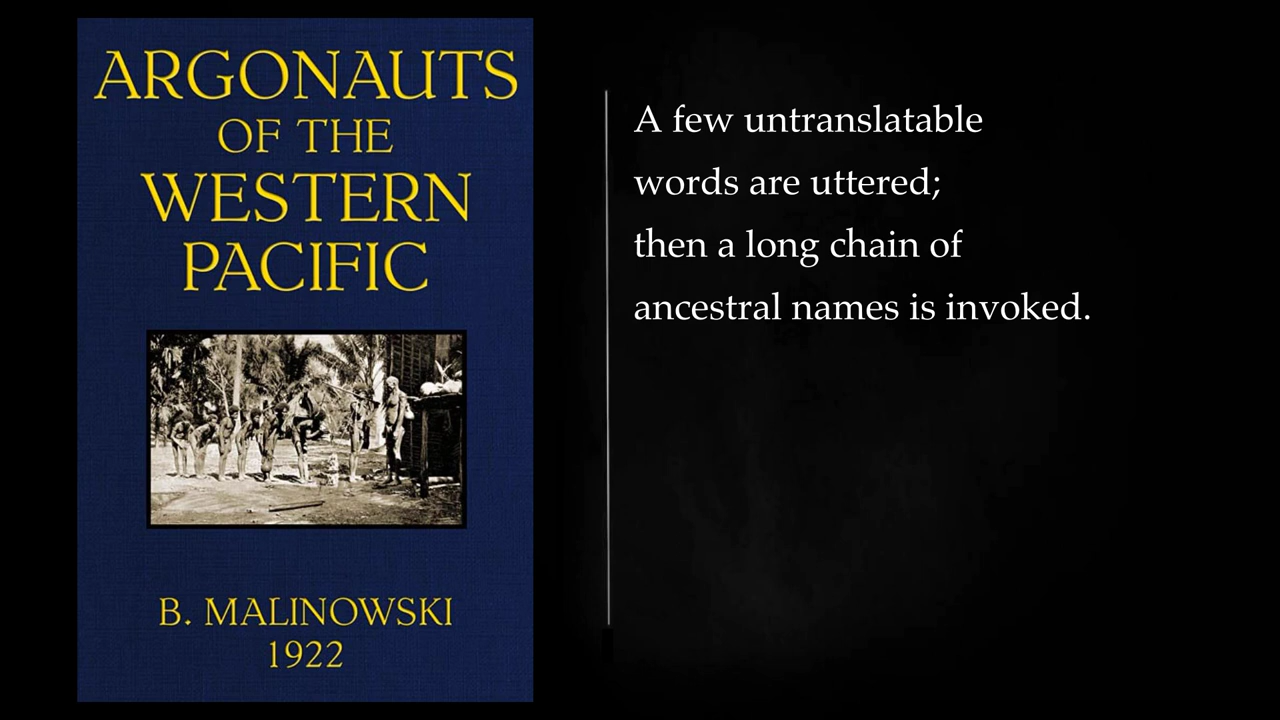 ARGONAUTS
OF THE
WESTERN
PACIFIC
B. MALINOWSKI
1922
A few untranslatable
words are uttered;
then a long chain of
ancestral names is invoked.